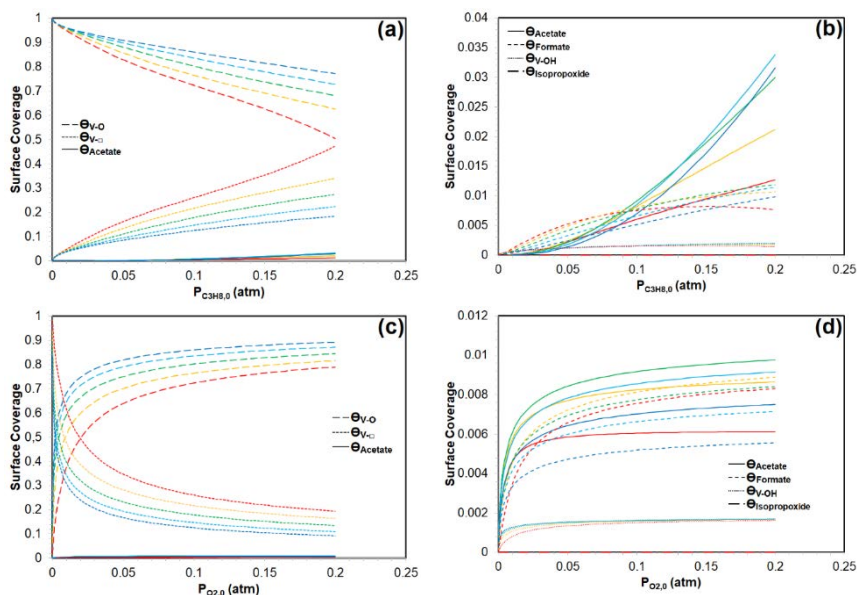 (a)
1
0.9
0.8
0.7
0.6
0.5
0.4
0.3
0.2
0.1
0
Surface Coverage
ΘV-O
ΘV-□
ΘAcetate
0 0.05 0.1 0.15 0.2 0.25
PC3H8,0 (atm)
(b)
0.04
0.035
0.03
0.025
0.02
0.015
0.01
0.005
0
Surface Coverage
ΘAcetate
ΘFormate
ΘV-OH
ΘIsopropoxide
0 0.05 0.1 0.15 0.2 0.25
PC3H8,0 (atm)
(c)
1
0.9
0.8
0.7
0.6
0.5
0.4
0.3
0.2
0.1
0
Surface Coverage
ΘV-O
ΘV-□
ΘAcetate
0 0.05 0.1 0.15 0.2 0.25
PO2,0 (atm)
(d)
0.012
0.01
0.008
0.006
0.004
0.002
0
Surface Coverage
ΘAcetate
ΘFormate
ΘV-OH
ΘIsopropoxide
0 0.05 0.1 0.15 0.2 0.25
PO2,0 (atm)